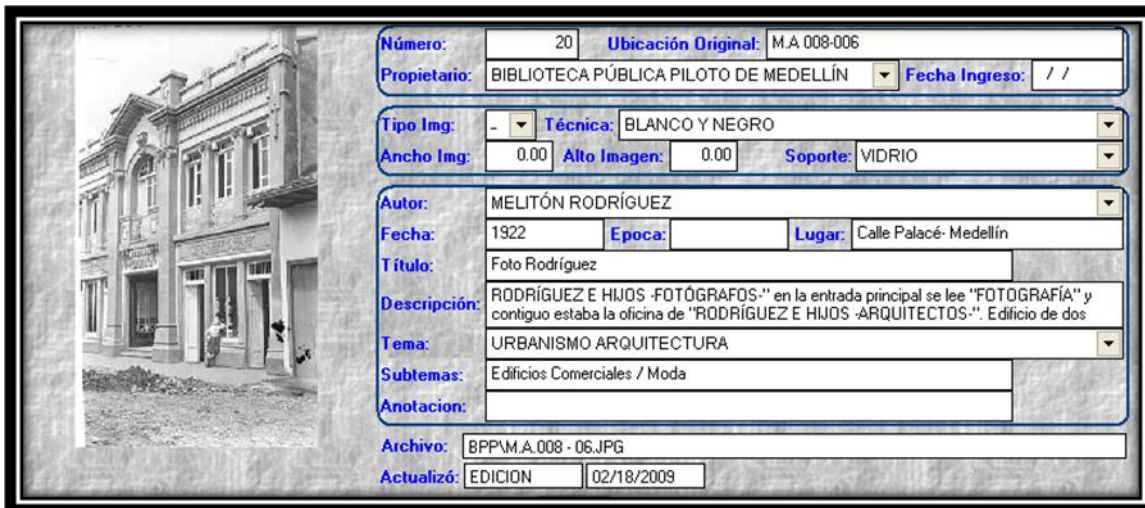 Número: 20 Ubicación Original: M.A 008-006
Propietario: BIBLIOTECA PÚBLICA PILOTO DE MEDELLÍN Fecha Ingreso: / /
Tipo Img: - Técnica: BLANCO Y NEGRO
Ancho Img: 0.00 Alto Imagen: 0.00 Soporte: VIDRIO
Autor: MELITÓN RODRÍGUEZ
Fecha: 1922 Epoca: Lugar: Calle Palacé- Medellín
Título: Foto Rodríguez
Descripción: RODRÍGUEZ E HIJOS -FOTÓGRAFOS-" en la entrada principal se lee "FOTOGRAFÍA" y
contiguo estaba la oficina de "RODRÍGUEZ E HIJOS -ARQUITECTOS-". Edificio de dos
Tema: URBANISMO ARQUITECTURA
Subtemas: Edificios Comerciales / Moda
Anotacion:
Archivo: BPP\M.A.008 - 06.JPG
Actualizó: EDICION 02/18/2009